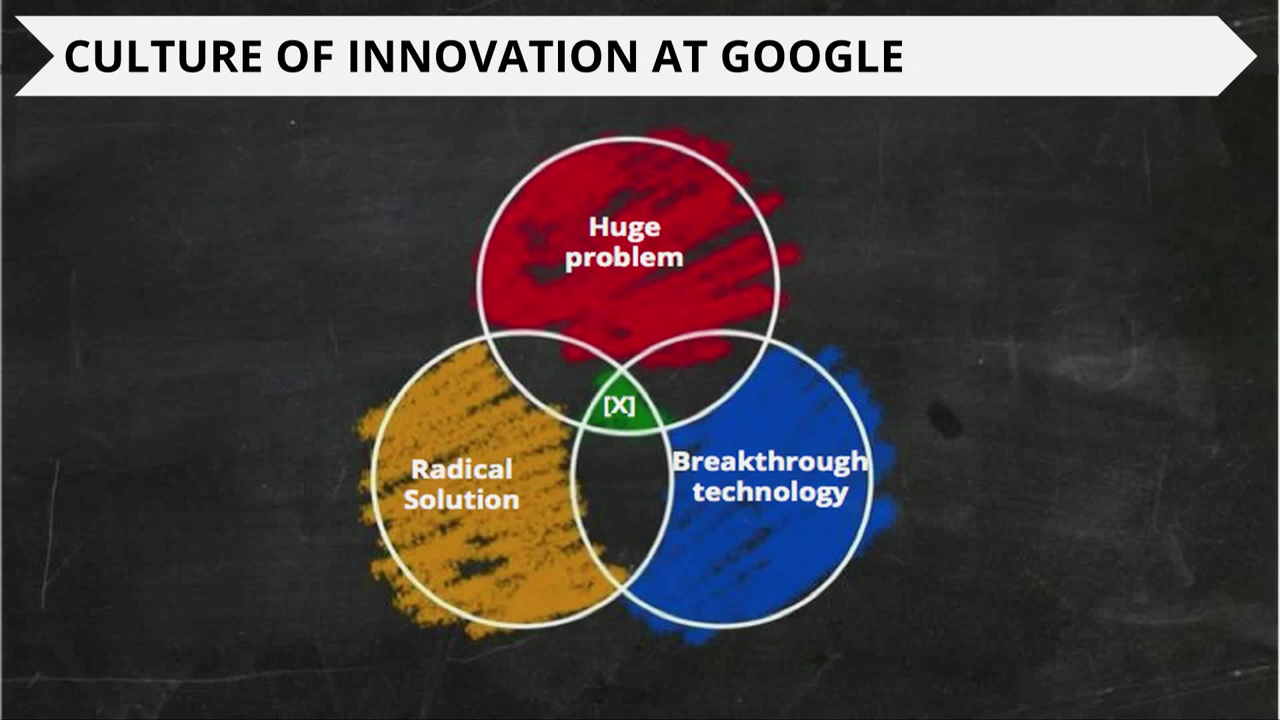 CULTURE OF INNOVATION AT GOOGLE
Huge
problem
[X]
Radical
Solution
Breakthrough
technology